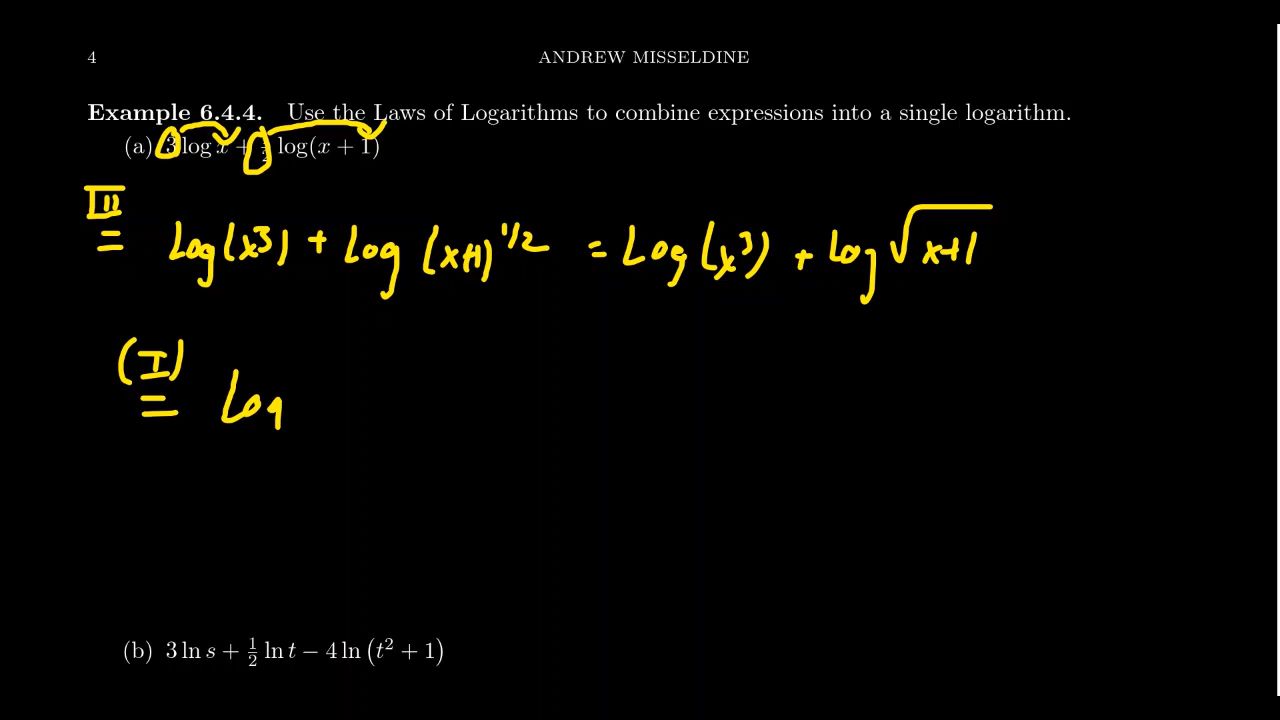 4 ANDREW MISSELDINE
Example 6.4.4. Use the Laws of Logarithms to combine expressions into a single logarithm.
(a) 3 log x + ½ log(x + 1)
III
= Log(x³) + Log (x+1)^1/2 = Log(x³) + log √x+1
(I)
= Log
(b) 3 ln s + ½ ln t − 4 ln (t² + 1)